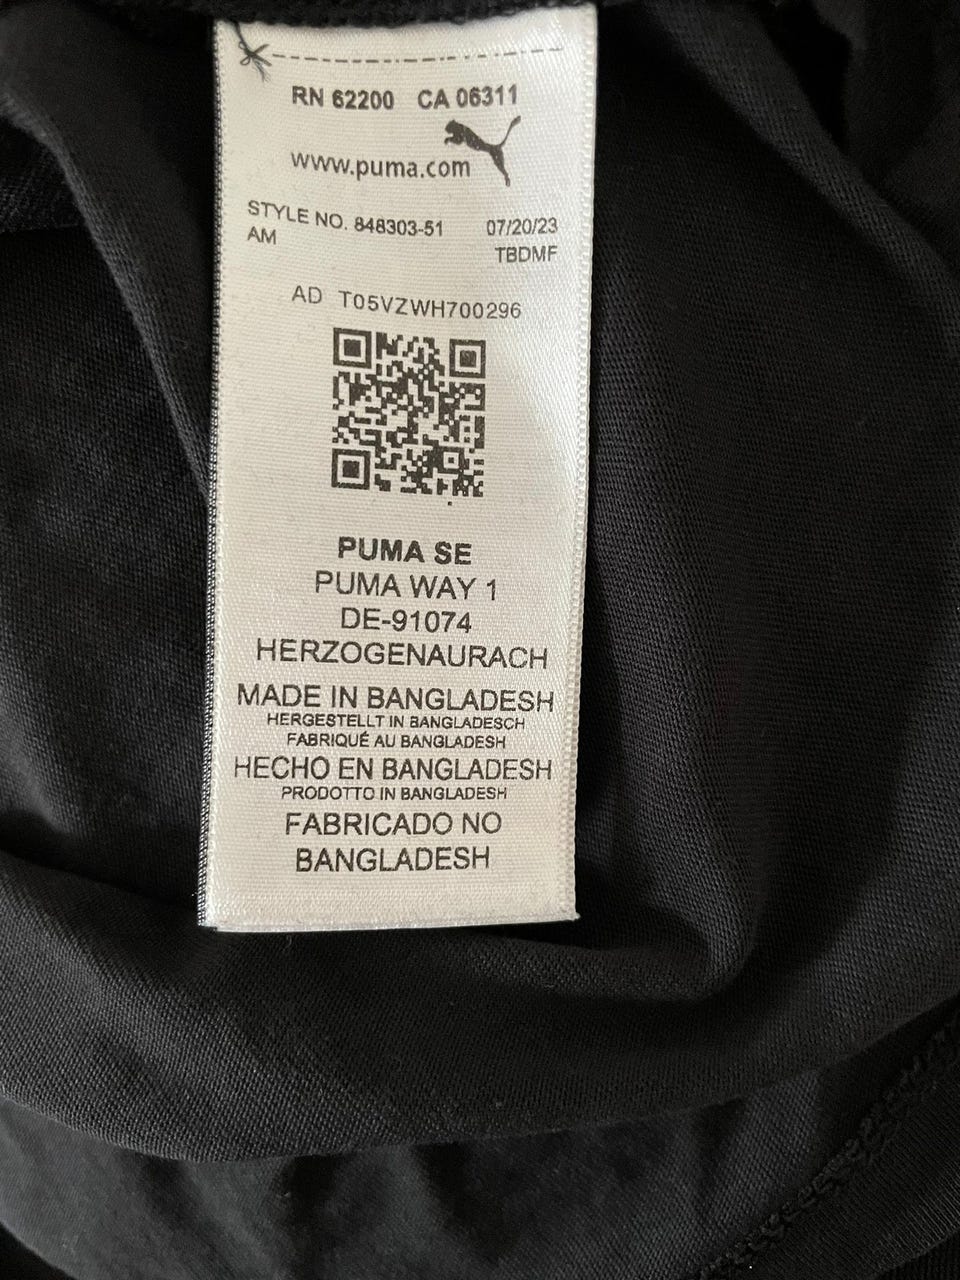 RN 62200 CA 06311
www.puma.com
STYLE NO. 848303-51 07/20/23
AM TBDMF
AD T05VZWH700296
PUMA SE
PUMA WAY 1
DE-91074
HERZOGENAURACH
MADE IN BANGLADESH
HERGESTELLT IN BANGLADESCH
FABRIQUÉ AU BANGLADESH
HECHO EN BANGLADESH
PRODOTTO IN BANGLADESH
FABRICADO NO
BANGLADESH